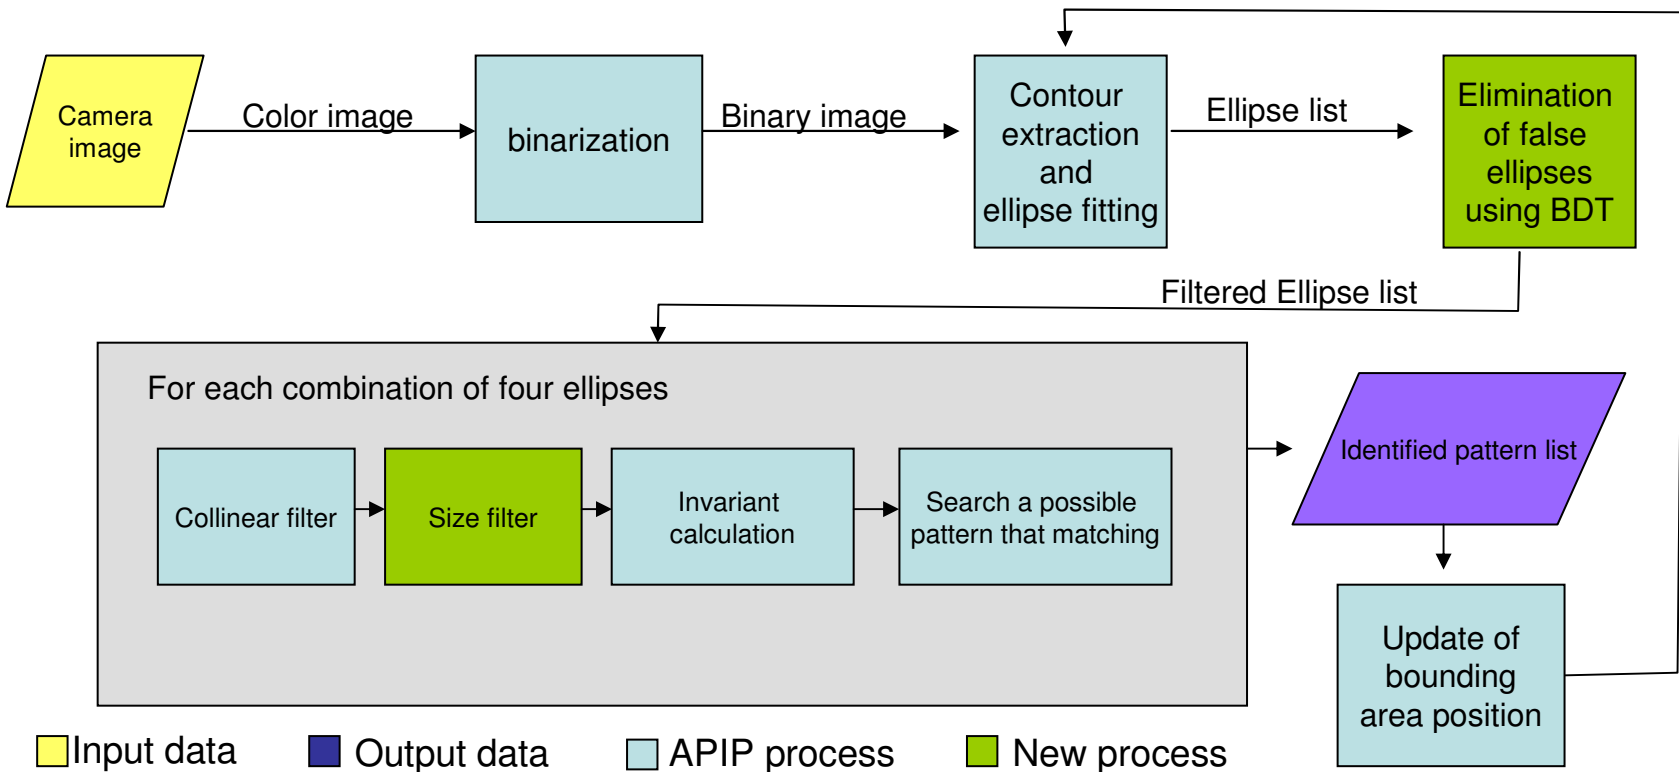 Camera
image
Color image
binarization
Binary image
Contour
extraction
and
ellipse fitting
Ellipse list
Elimination
of false
ellipses
using BDT
Filtered Ellipse list
For each combination of four ellipses
Collinear filter
Size filter
Invariant
calculation
Search a possible
pattern that matching
Identified pattern list
Update of
bounding
area position
Input data
Output data
APIP process
New process